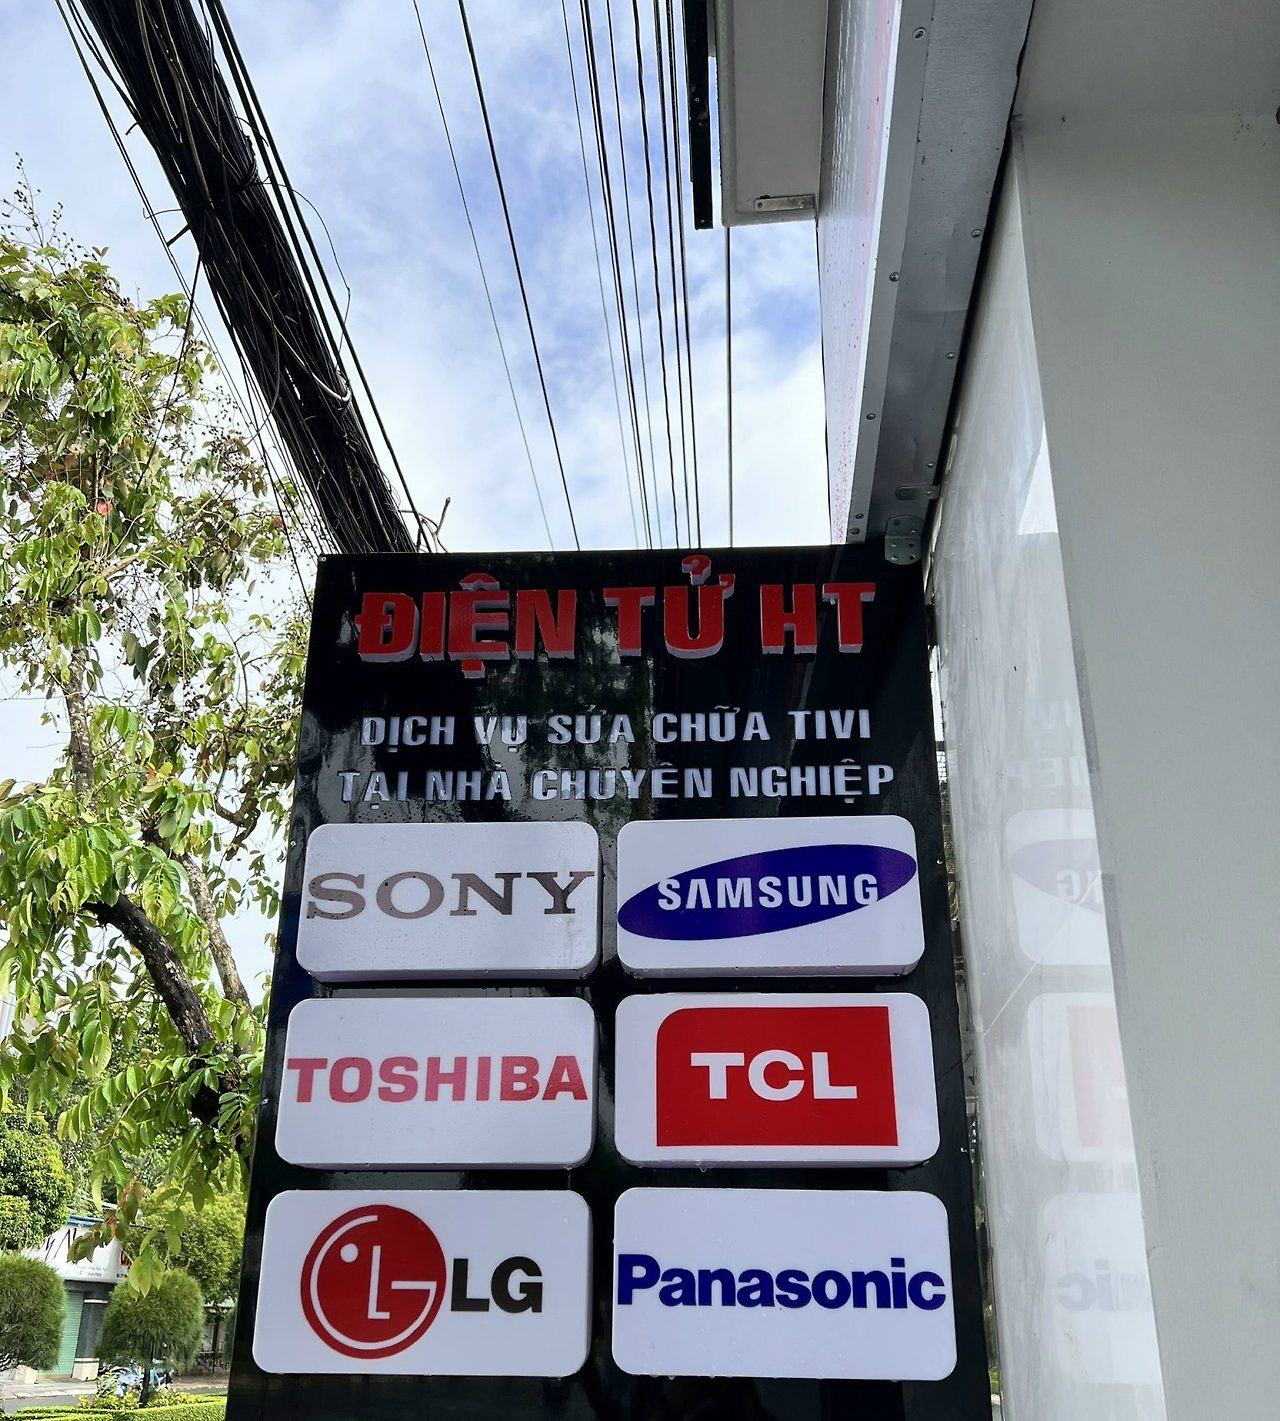 ĐIỆN TỬ HT
DỊCH VỤ SỬA CHỮA TIVI
TẠI NHÀ CHUYÊN NGHIỆP
SONY
SAMSUNG
TOSHIBA
TCL
LG
Panasonic